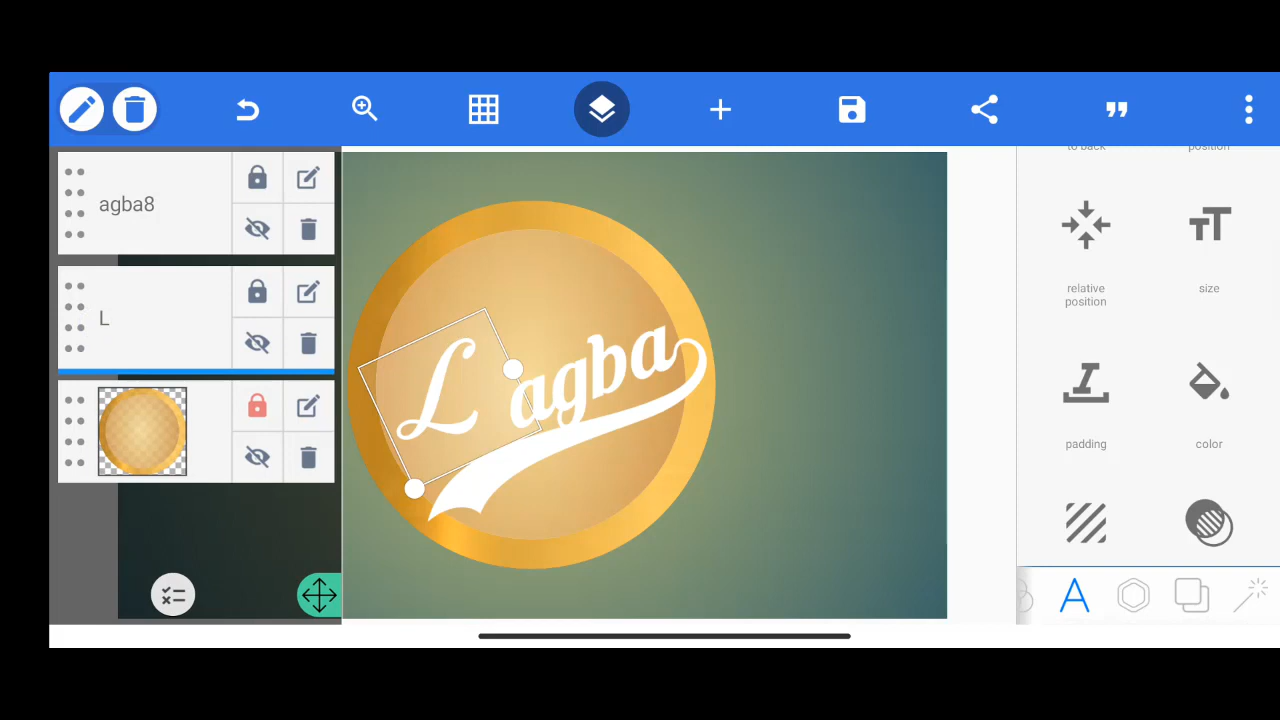 to back
position
agba8
relative
position
size
L
L agba
padding
color